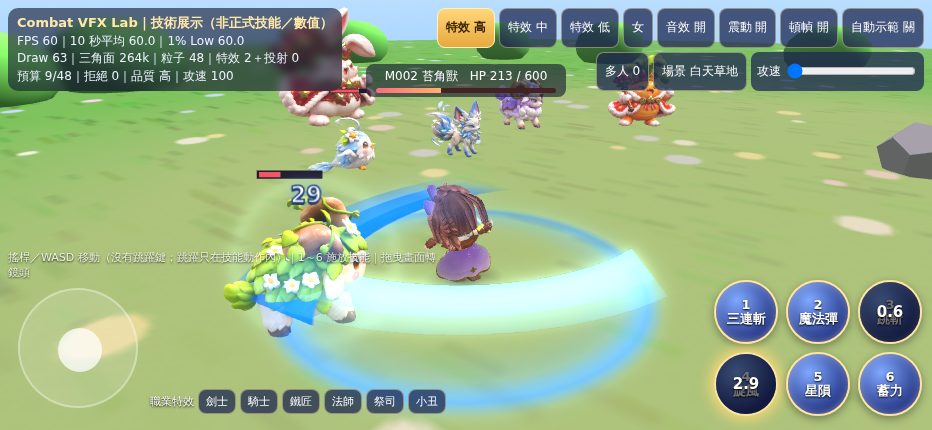 Combat VFX Lab｜技術展示（非正式技能／數值）
FPS 60｜10 秒平均 60.0｜1% Low 60.0
Draw 63｜三角面 264k｜粒子 48｜特效 2＋投射 0
預算 9/48｜拒絕 0｜品質 高｜攻速 100
特效 高
特效 中
特效 低
女
音效 開
震動 開
頓幀 開
自動示範 關
M002 苔角獸 HP 213 / 600
多人 0
場景 白天草地
攻速
29
搖桿／WASD 移動（沒有跳躍鍵；跳躍只在技能動作內）｜1～6 施放技能｜拖曳畫面轉
鏡頭
1
三連斬
2
魔法彈
3
0.6
跳斬
4
2.9
旋風
5
星隕
6
蓄力
職業特效
劍士
騎士
鐵匠
法師
祭司
小丑